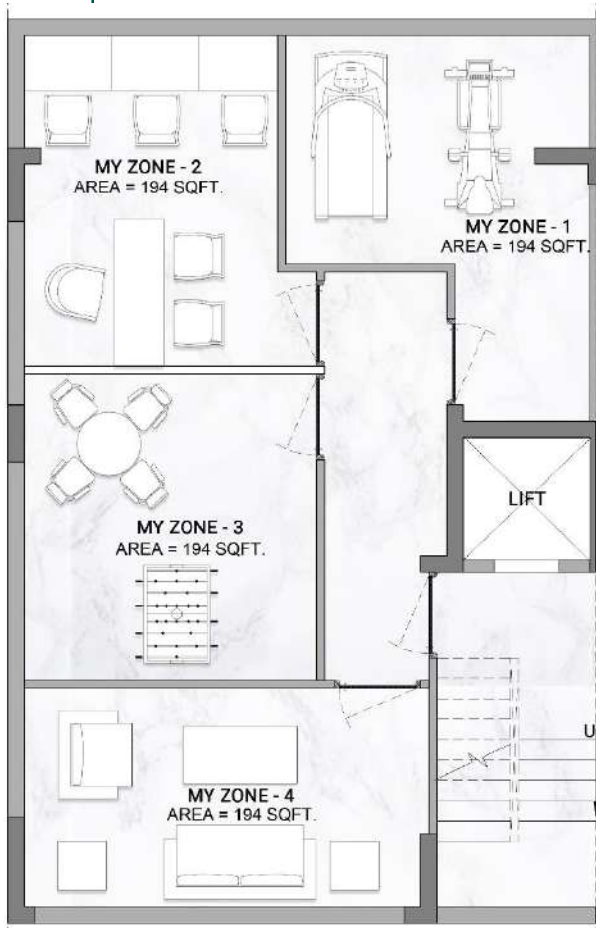 MY ZONE - 2
AREA = 194 SQFT.
MY ZONE - 1
AREA = 194 SQFT.
LIFT
MY ZONE - 3
AREA = 194 SQFT.
U
MY ZONE - 4
AREA = 194 SQFT.